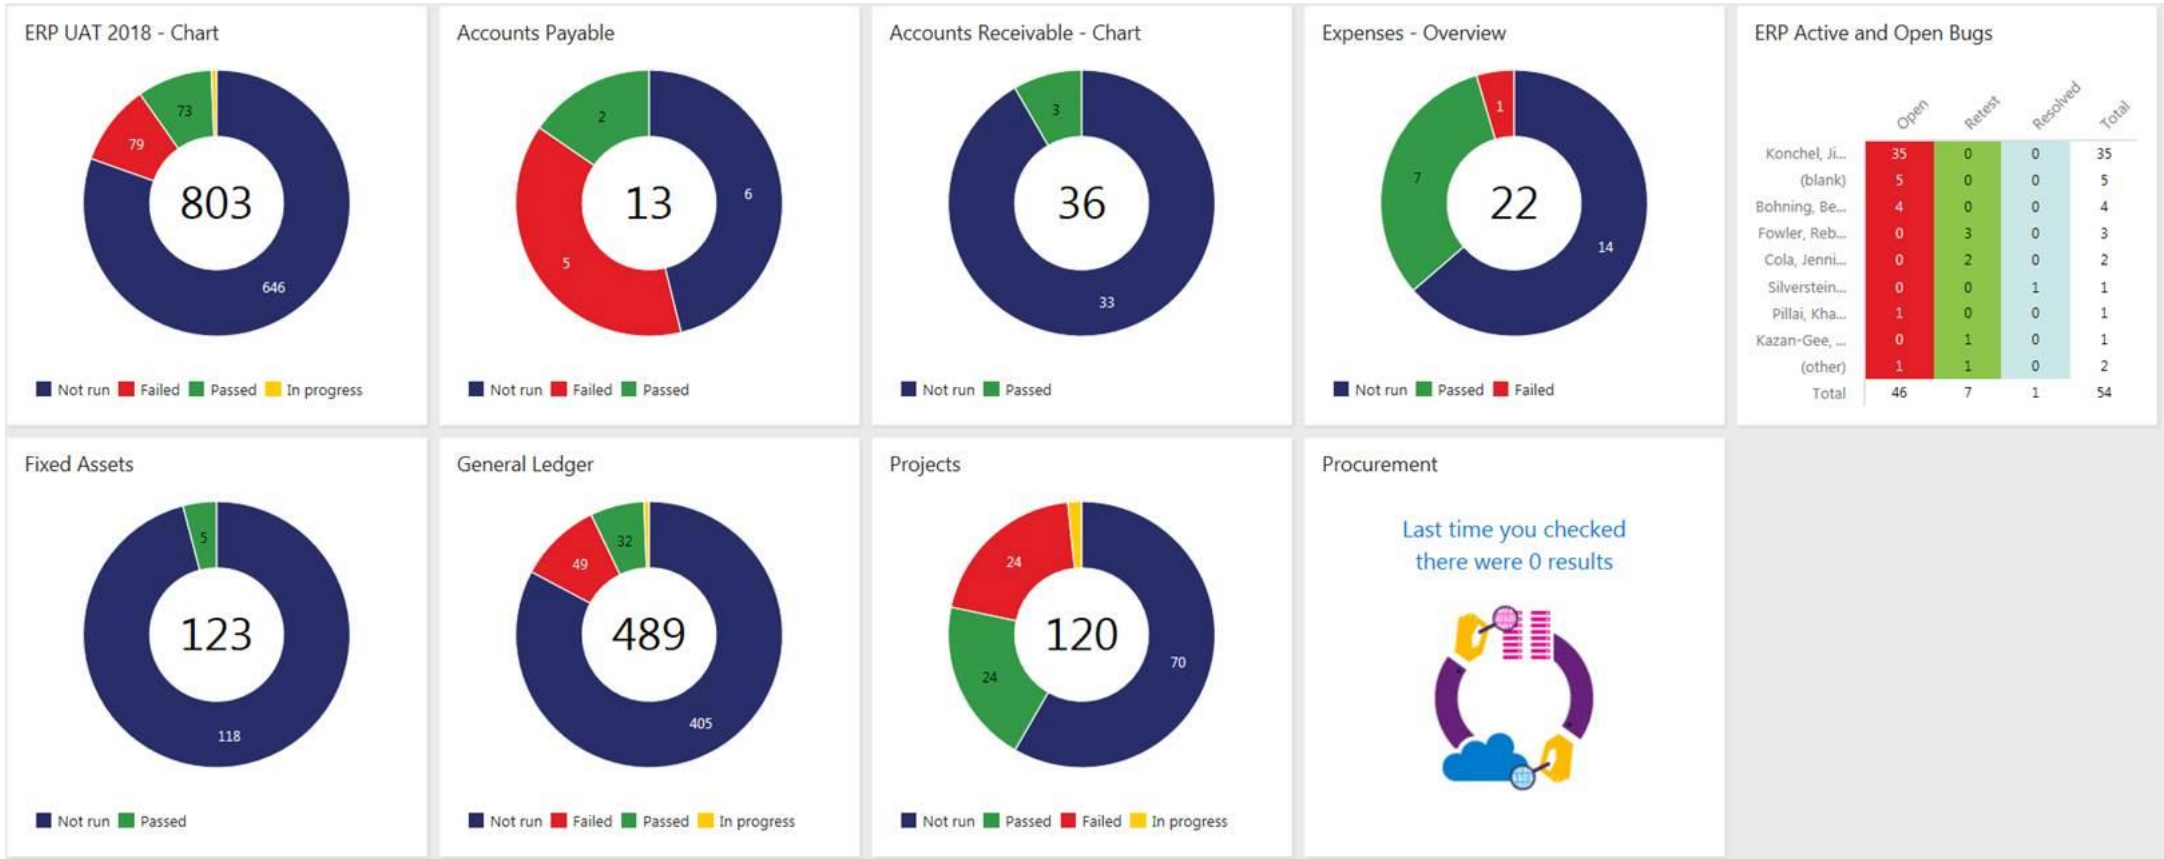 ERP UAT 2018 - Chart
73
79
803
646
Not run Failed Passed In progress
Accounts Payable
2
6
13
5
Not run Failed Passed
Accounts Receivable - Chart
3
36
33
Not run Passed
Expenses - Overview
1
7
22
14
Not run Passed Failed
ERP Active and Open Bugs
Open Retest Resolved Total
Konchel, Ji... 35 0 0 35
(blank) 5 0 0 5
Bohning, Be... 4 0 0 4
Fowler, Reb... 0 3 0 3
Cola, Jenni... 0 2 0 2
Silverstein... 0 0 1 1
Pillai, Kha... 1 0 0 1
Kazan-Gee, ... 0 1 0 1
(other) 1 1 0 2
Total 46 7 1 54
Fixed Assets
5
123
118
Not run Passed
General Ledger
32
49
489
405
Not run Failed Passed In progress
Projects
24
120
70
24
Not run Passed Failed In progress
Procurement
Last time you checked
there were 0 results